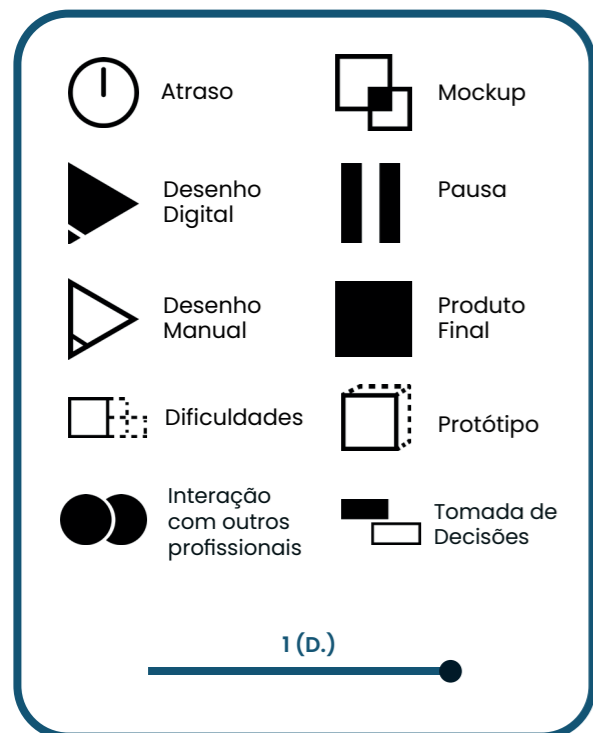 Atraso
Mockup
Desenho
Digital
Pausa
Desenho
Manual
Produto
Final
Dificuldades
Protótipo
Interação
com outros
profissionais
Tomada de
Decisões
1 (D.)